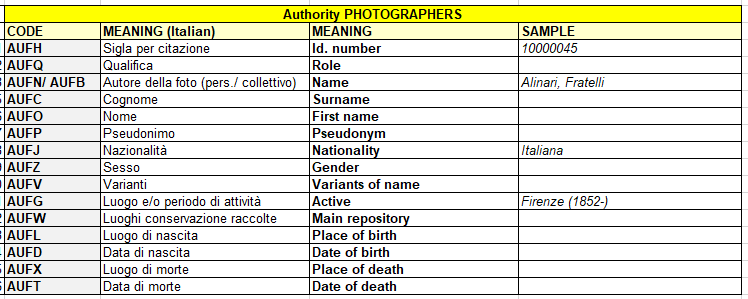 Authority PHOTOGRAPHERS
CODE MEANING (Italian) MEANING SAMPLE
AUFH Sigla per citazione Id. number 10000045
AUFQ Qualifica Role
AUFN/ AUFB Autore della foto (pers./ collettivo) Name Alinari, Fratelli
AUFC Cognome Surname
AUFO Nome First name
AUFP Pseudonimo Pseudonym
AUFJ Nazionalità Nationality Italiana
AUFZ Sesso Gender
AUFV Varianti Variants of name
AUFG Luogo e/o periodo di attività Active Firenze (1852-)
AUFW Luoghi conservazione raccolte Main repository
AUFL Luogo di nascita Place of birth
AUFD Data di nascita Date of birth
AUFX Luogo di morte Place of death
AUFT Data di morte Date of death